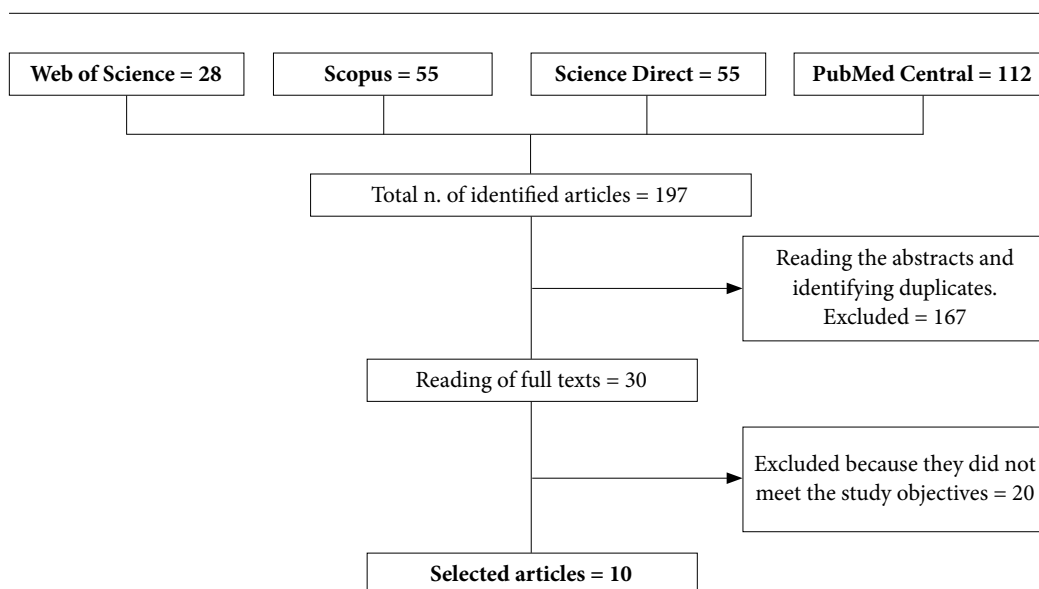 Web of Science = 28
Scopus = 55
Science Direct = 55
PubMed Central = 112
Total n. of identified articles = 197
Reading the abstracts and
identifying duplicates.
Excluded = 167
Reading of full texts = 30
Excluded because they did not
meet the study objectives = 20
Selected articles = 10